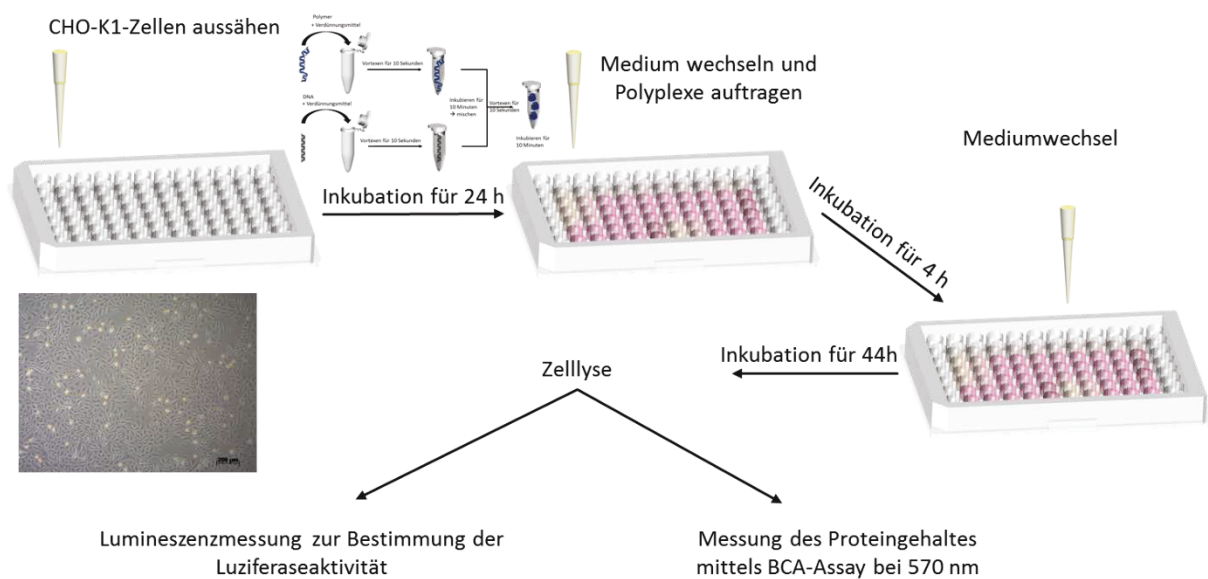 CHO-K1-Zellen aussähen
Polymer
+ Verdünnungsmittel
Vortexen für 10 Sekunden
DNA
+ Verdünnungsmittel
Vortexen für 10 Sekunden
Inkubieren für
10 Minuten
→ mischen
Vortexen für
10 Sekunden
Inkubieren für
10 Minuten
Medium wechseln und
Polyplexe auftragen
Mediumwechsel
Inkubation für 24 h
Inkubation für 4 h
Inkubation für 44h
Zelllyse
200 µm
Lumineszenzmessung zur Bestimmung der
Luziferaseaktivität
Messung des Proteingehaltes
mittels BCA-Assay bei 570 nm